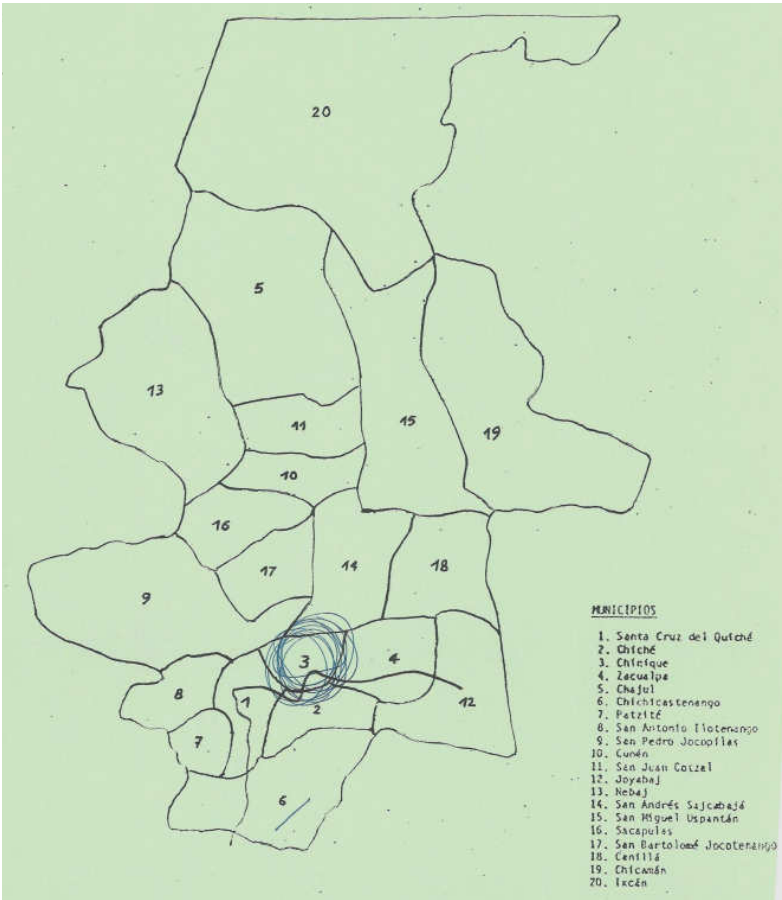 20
5
13
11
15
19
10
16
17
14
18
9
3
4
8
1
2
12
7
6
MUNICIPIOS
1. Santa Cruz del Quiché
2. Chiché
3. Chinique
4. Zacualpa
5. Chajul
6. Chichicastenango
7. Patzité
8. San Antonio Ilotenango
9. San Pedro Jocopilas
10. Cunén
11. San Juan Cotzal
12. Joyabaj
13. Nebaj
14. San Andrés Sajcabajá
15. San Miguel Uspantán
16. Sacapulas
17. San Bartolomé Jocotenango
18. Canillá
19. Chicamán
20. Ixcán